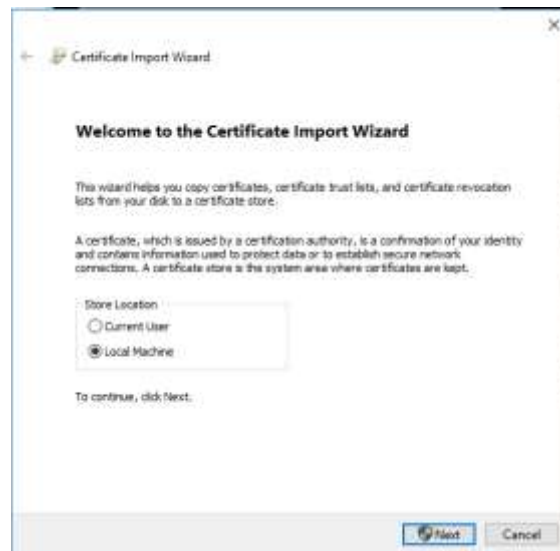 Certificate Import Wizard
Welcome to the Certificate Import Wizard
This wizard helps you copy certificates, certificate trust lists, and certificate revocation
lists from your disk to a certificate store.
A certificate, which is issued by a certification authority, is a confirmation of your identity
and contains information used to protect data or to establish secure network
connections. A certificate store is the system area where certificates are kept.
Store Location
Current User
Local Machine
To continue, click Next.
Next Cancel